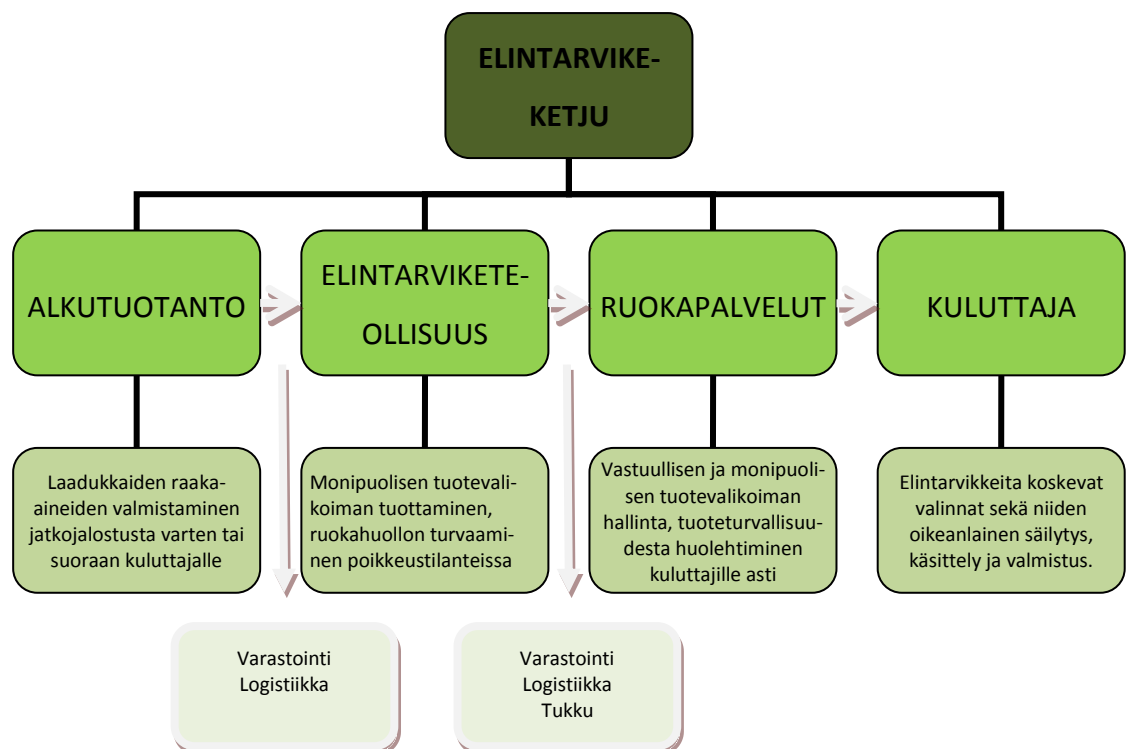 ELINTARVIKE-
KETJU
ALKUTUOTANTO
ELINTARVIKETE-
OLLISUUS
RUOKAPALVELUT
KULUTTAJA
Laadukkaiden raaka-
aineiden valmistaminen
jatkojalostusta varten tai
suoraan kuluttajalle
Monipuolisen tuotevali-
koiman tuottaminen,
ruokahuollon turvaami-
nen poikkeustilanteissa
Vastuullisen ja monipuoli-
sen tuotevalikoiman
hallinta, tuoteturvallisuu-
desta huolehtiminen
kuluttajille asti
Elintarvikkeita koskevat
valinnat sekä niiden
oikeanlainen säilytys,
käsittely ja valmistus.
Varastointi
Logistiikka
Varastointi
Logistiikka
Tukku